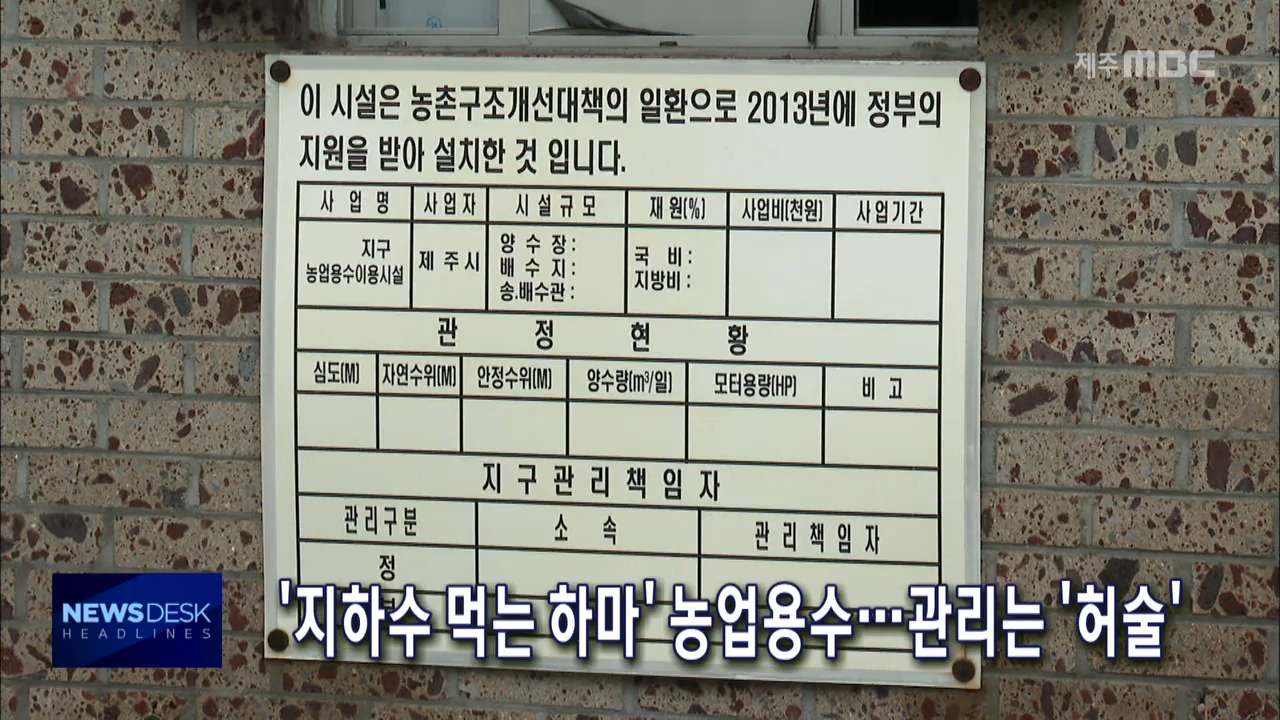 제주MBC
이 시설은 농촌구조개선대책의 일환으로 2013년에 정부의
지원을 받아 설치한 것 입니다.
사 업 명 사업자 시설규모 재원(%) 사업비(천원) 사업기간
지구
농업용수이용시설
제주시
양 수 장 :
배 수 지 :
송.배수관 :
국 비 :
지방비 :
관 정 현 황
심도(M) 자연수위(M) 안정수위(M) 양수량(m³/일) 모터용량(HP) 비 고
지구관리책임자
관리구분 소 속 관리책임자
정
NEWSDESK
HEADLINES
'지하수 먹는 하마' 농업용수…관리는 '허술'